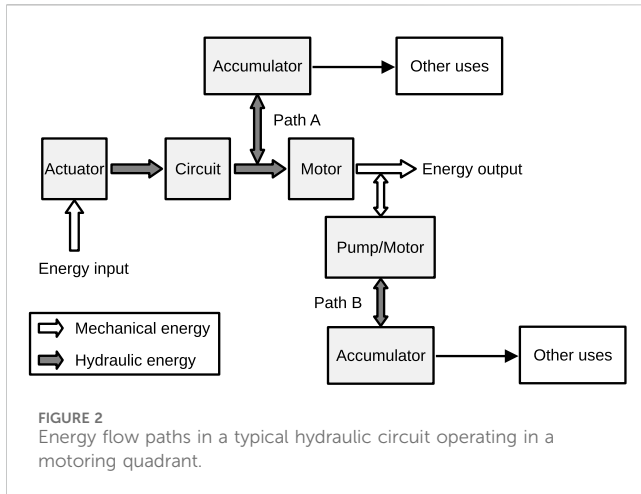 Accumulator
Other uses
Path A
Actuator
Circuit
Motor
Energy output
Energy input
Pump/Motor
Path B
Accumulator
Other uses
Mechanical energy
Hydraulic energy
FIGURE 2
Energy flow paths in a typical hydraulic circuit operating in a
motoring quadrant.